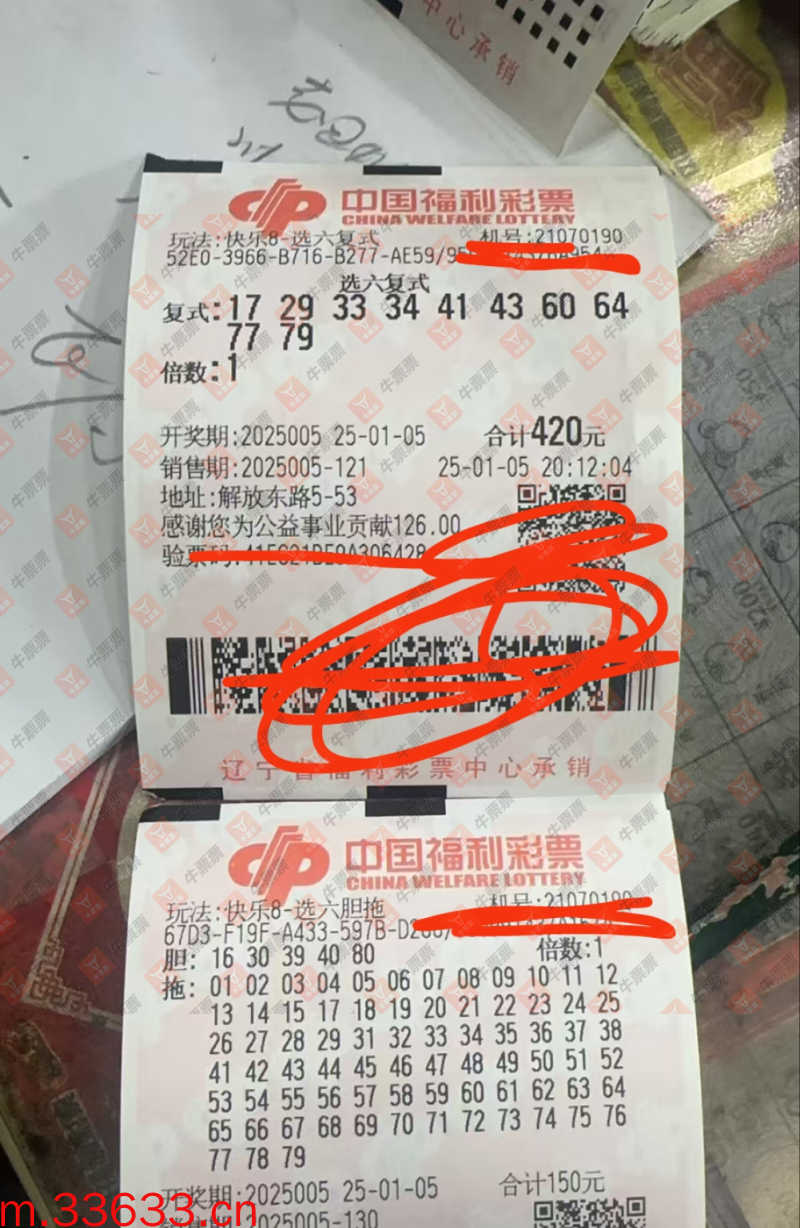 中心承销
中国福利彩票
CHINA WELFARE LOTTERY
玩法:快乐8-选六复式 机号:21070190
52E0-3966-B716-B277-AE59/95
选六复式
复式:17 29 33 34 41 43 60 64
77 79
倍数:1
开奖期:2025005 25-01-05 合计420元
销售期:2025005-121 25-01-05 20:12:04
地址:解放东路5-53
感谢您为公益事业贡献126.00
验票码
辽宁省福利彩票中心承销
中国福利彩票
CHINA WELFARE LOTTERY
玩法:快乐8-选六胆拖 机号:21070190
67D3-F19F-A433-597B
胆: 16 30 39 40 80 倍数:1
拖: 01 02 03 04 05 06 07 08 09 10 11 12
13 14 15 17 18 19 20 21 22 23 24 25
26 27 28 29 31 32 33 34 35 36 37 38
41 42 43 44 45 46 47 48 49 50 51 52
53 54 55 56 57 58 59 60 61 62 63 64
65 66 67 68 69 70 71 72 73 74 75 76
77 78 79
开奖期:2025005 25-01-05 合计150元
2025005-130
牛票票
m.33633.cn